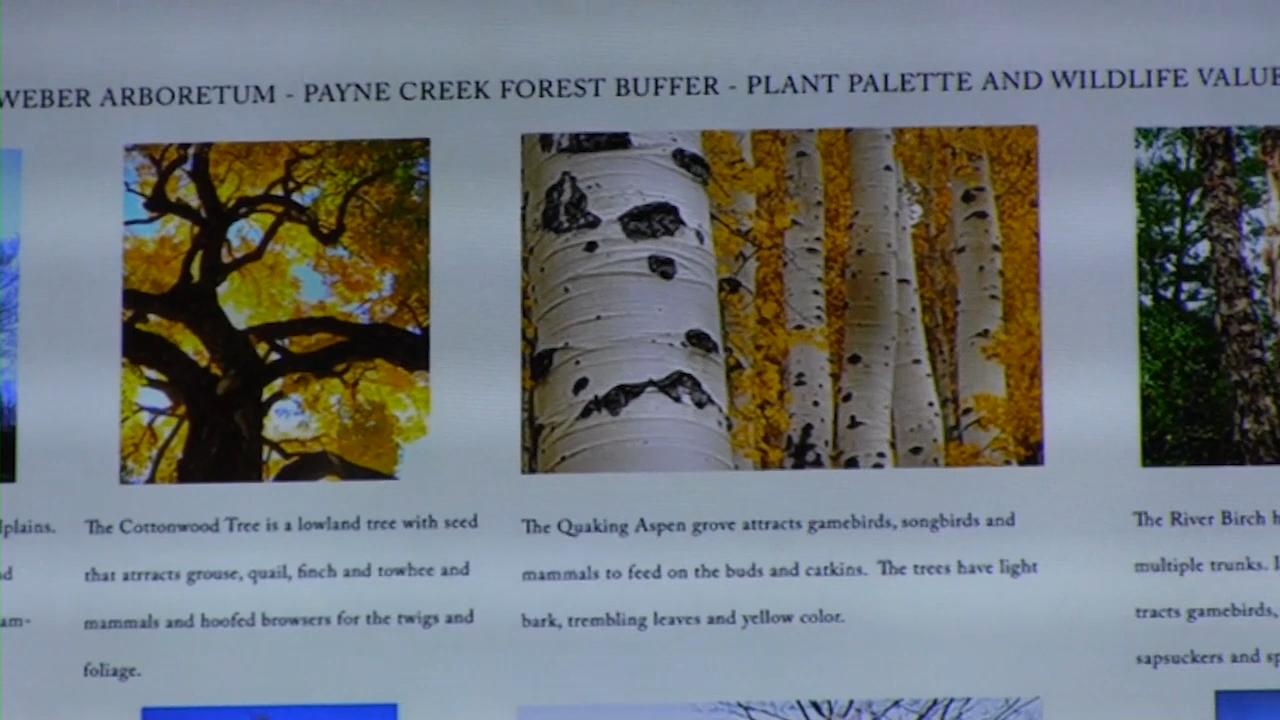 WEBER ARBORETUM - PAYNE CREEK FOREST BUFFER - PLANT PALETTE AND WILDLIFE VALUE
The Cottonwood Tree is a lowland tree with seed
that atrracts grouse, quail, finch and towhee and
mammals and hoofed browsers for the twigs and
foliage.
The Quaking Aspen grove attracts gamebirds, songbirds and
mammals to feed on the buds and catkins. The trees have light
bark, trembling leaves and yellow color.
The River Birch
multiple trunks.
tracts gamebirds,
sapsuckers and